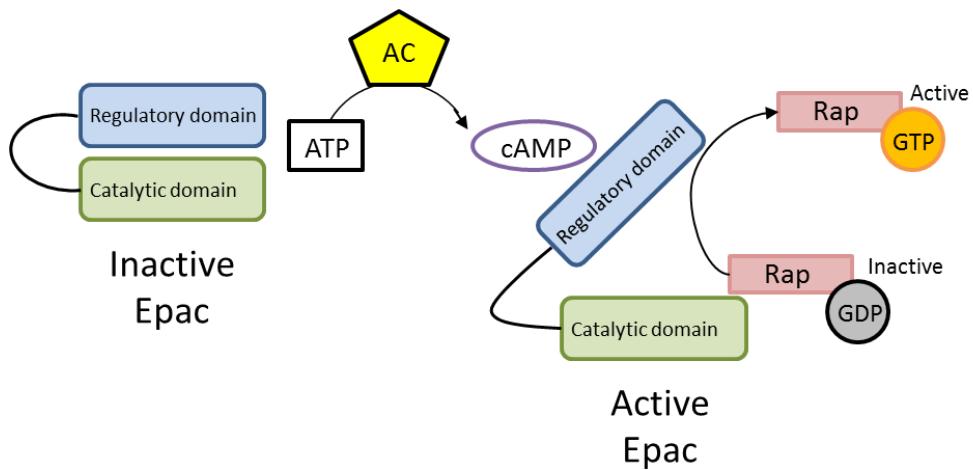 AC
Regulatory domain
ATP
Catalytic domain
Inactive
Epac
cAMP
Regulatory domain
Catalytic domain
Active
Epac
Active
Rap
GTP
Inactive
Rap
GDP